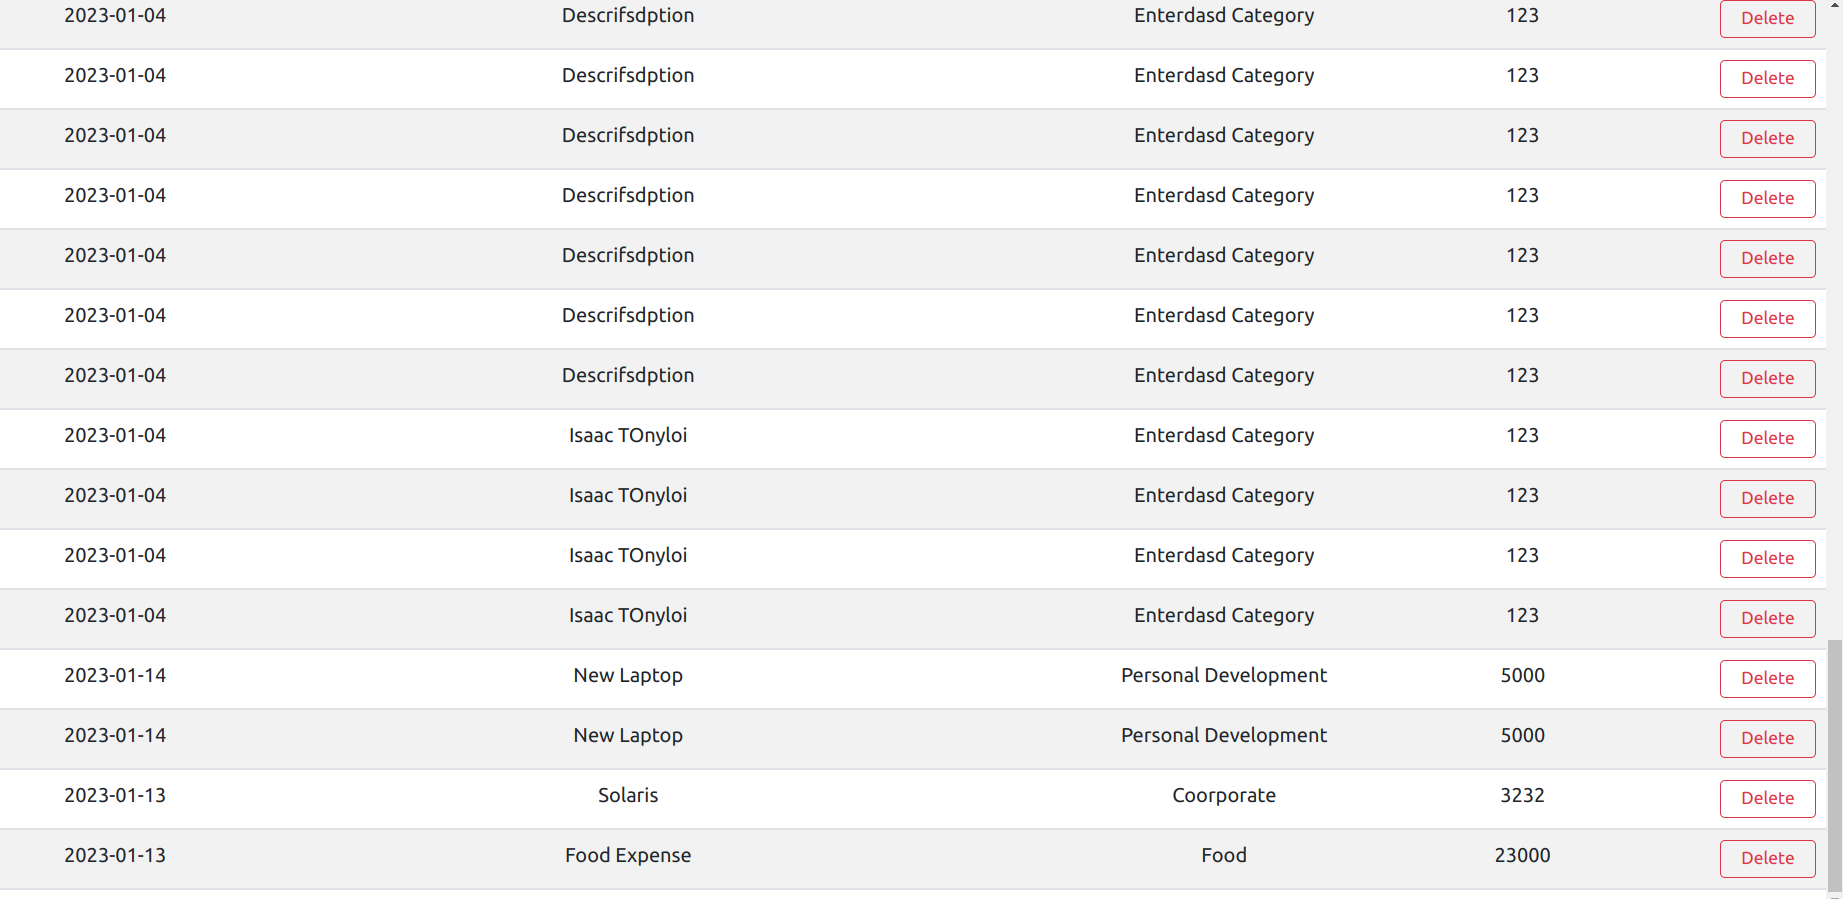 2023-01-04 Descrifsdption Enterdasd Category 123 Delete
2023-01-04 Descrifsdption Enterdasd Category 123 Delete
2023-01-04 Descrifsdption Enterdasd Category 123 Delete
2023-01-04 Descrifsdption Enterdasd Category 123 Delete
2023-01-04 Descrifsdption Enterdasd Category 123 Delete
2023-01-04 Descrifsdption Enterdasd Category 123 Delete
2023-01-04 Descrifsdption Enterdasd Category 123 Delete
2023-01-04 Isaac TOnyloi Enterdasd Category 123 Delete
2023-01-04 Isaac TOnyloi Enterdasd Category 123 Delete
2023-01-04 Isaac TOnyloi Enterdasd Category 123 Delete
2023-01-04 Isaac TOnyloi Enterdasd Category 123 Delete
2023-01-14 New Laptop Personal Development 5000 Delete
2023-01-14 New Laptop Personal Development 5000 Delete
2023-01-13 Solaris Coorporate 3232 Delete
2023-01-13 Food Expense Food 23000 Delete